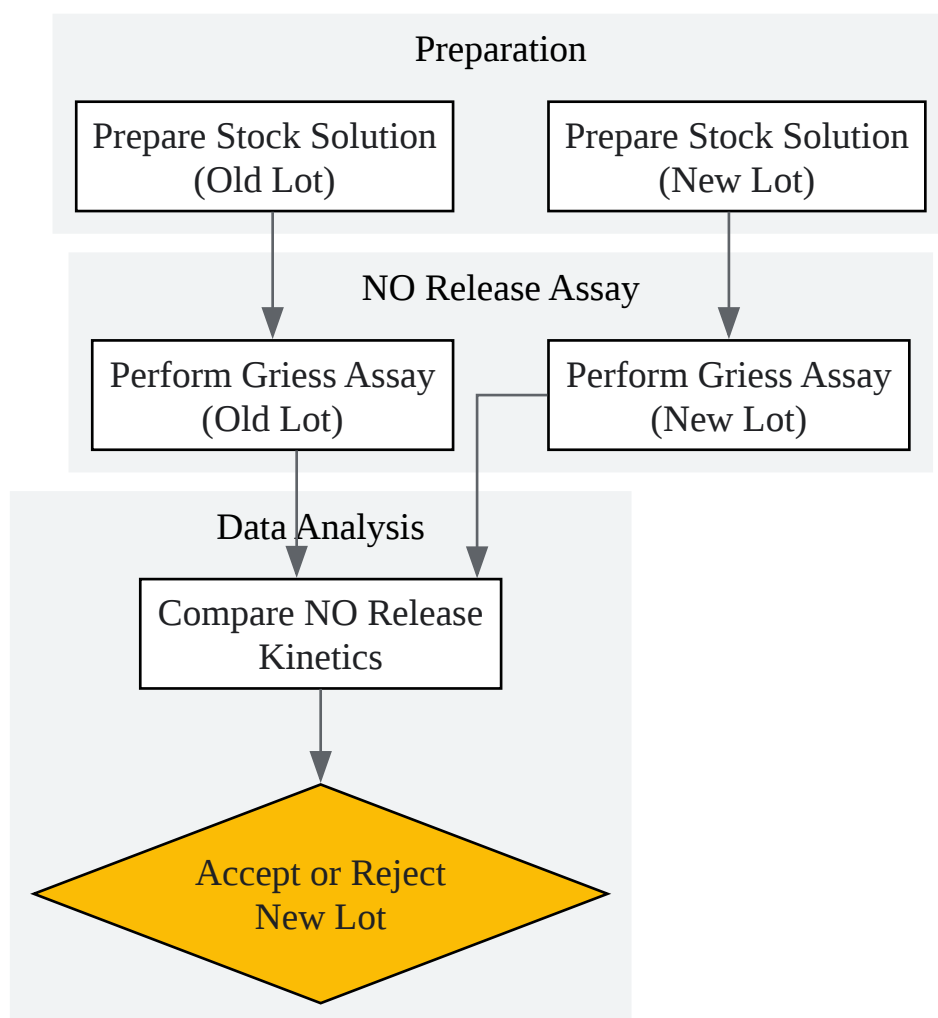 Preparation
Prepare Stock Solution
(Old Lot)
Prepare Stock Solution
(New Lot)
NO Release Assay
Perform Griess Assay
(Old Lot)
Perform Griess Assay
(New Lot)
Data Analysis
Compare NO Release
Kinetics
Accept or Reject
New Lot